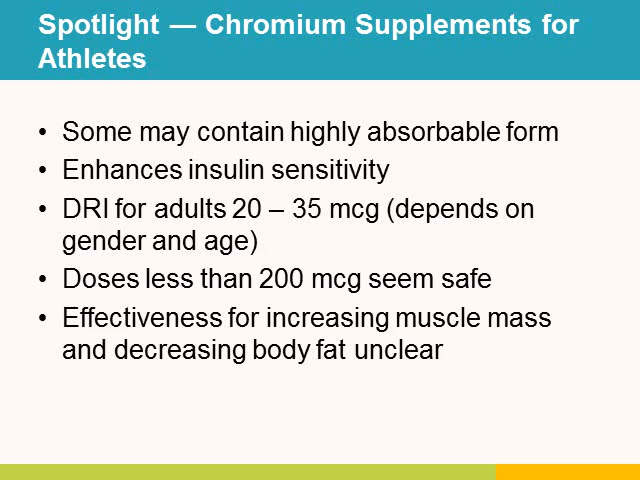 Spotlight — Chromium Supplements for
Athletes
• Some may contain highly absorbable form
• Enhances insulin sensitivity
• DRI for adults 20 – 35 mcg (depends on
gender and age)
• Doses less than 200 mcg seem safe
• Effectiveness for increasing muscle mass
and decreasing body fat unclear